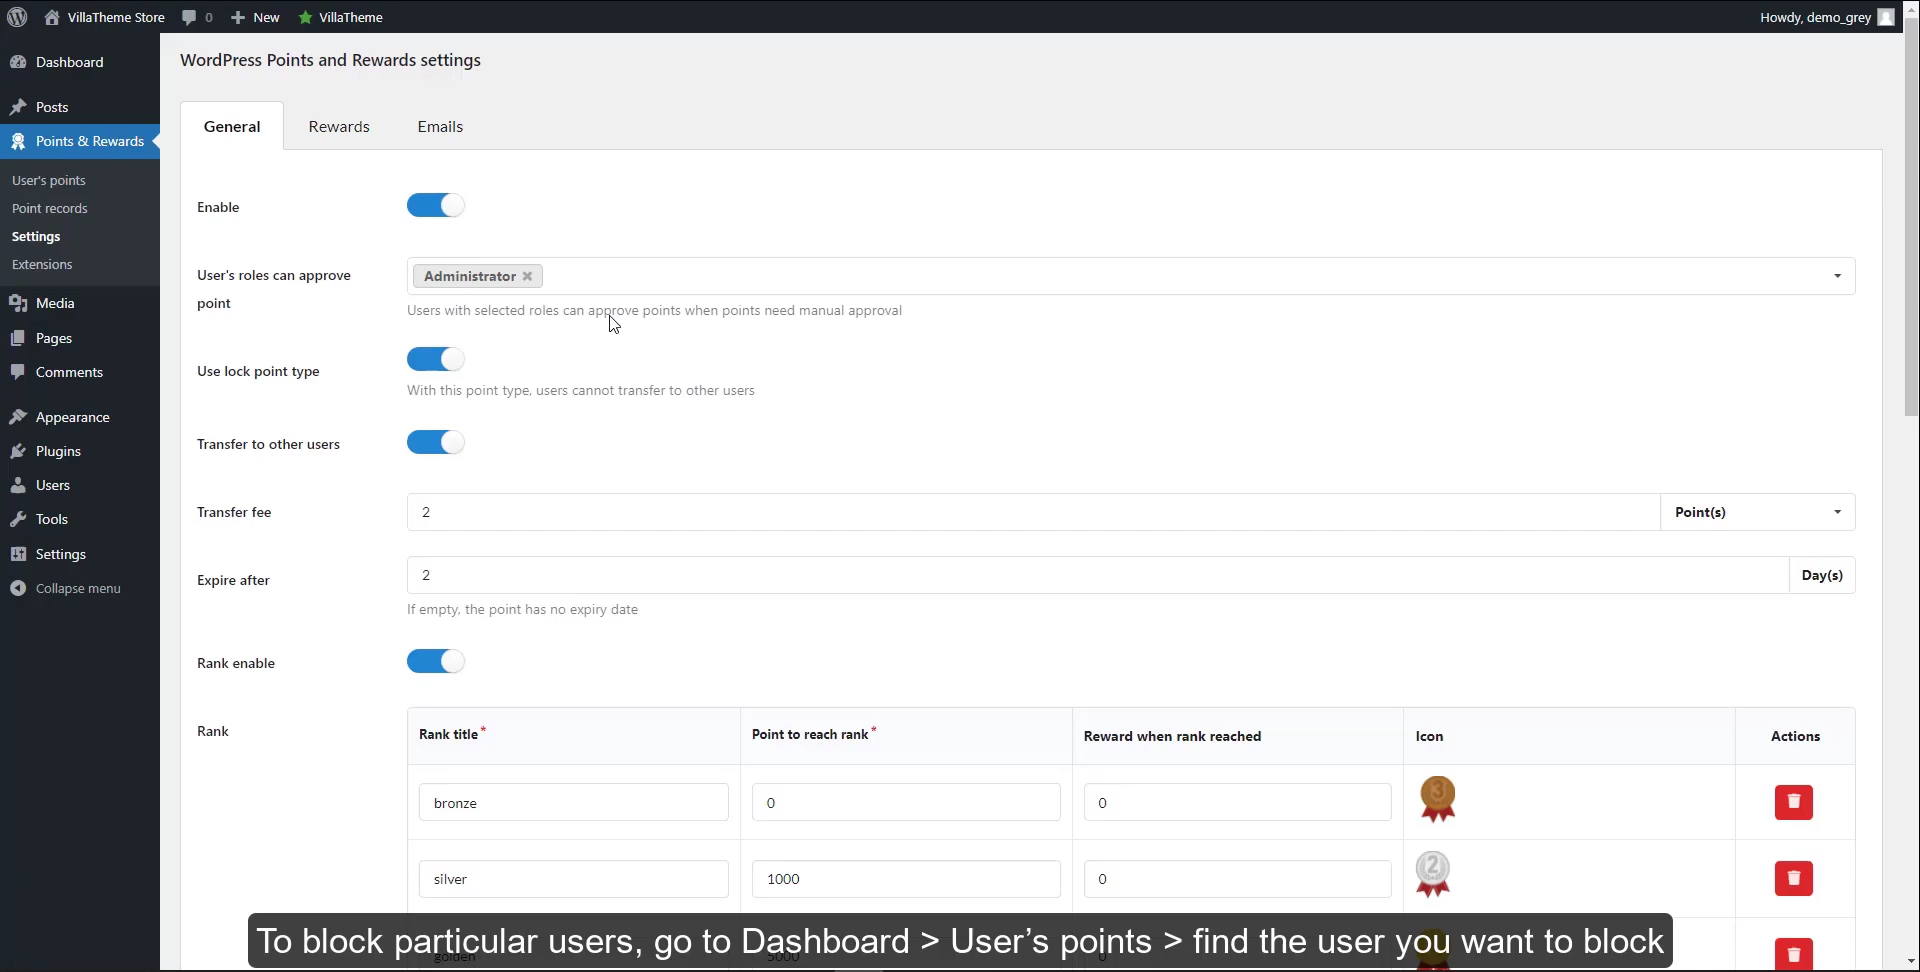 VillaTheme Store
0
New
VillaTheme
Howdy, demo_grey
Dashboard
Posts
Points & Rewards
User's points
Point records
Settings
Extensions
Media
Pages
Comments
Appearance
Plugins
Users
Tools
Settings
Collapse menu
WordPress Points and Rewards settings
General Rewards Emails
Enable
User's roles can approve
point
Administrator
Users with selected roles can approve points when points need manual approval
Use lock point type
With this point type, users cannot transfer to other users
Transfer to other users
Transfer fee 2 Point(s)
Expire after 2 Day(s)
If empty, the point has no expiry date
Rank enable
Rank
Rank title* Point to reach rank* Reward when rank reached Icon Actions
bronze 0 0 3
silver 1000 0 2
golden 5000 0
To block particular users, go to Dashboard > User’s points > find the user you want to block